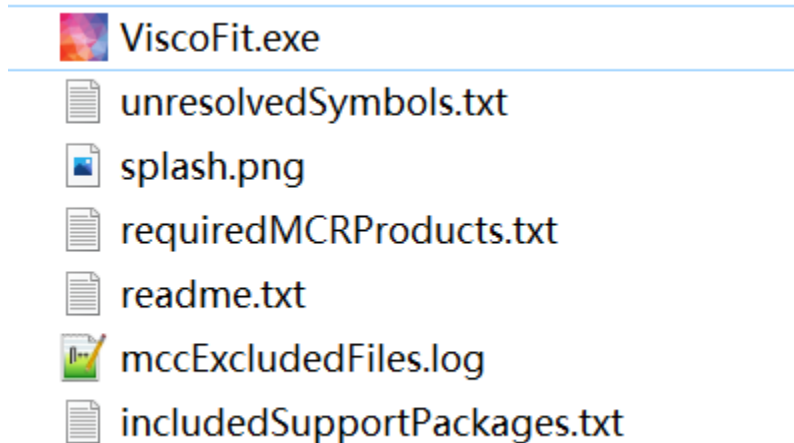 ViscoFit.exe
unresolvedSymbols.txt
splash.png
requiredMCRProducts.txt
readme.txt
mccExcludedFiles.log
includedSupportPackages.txt